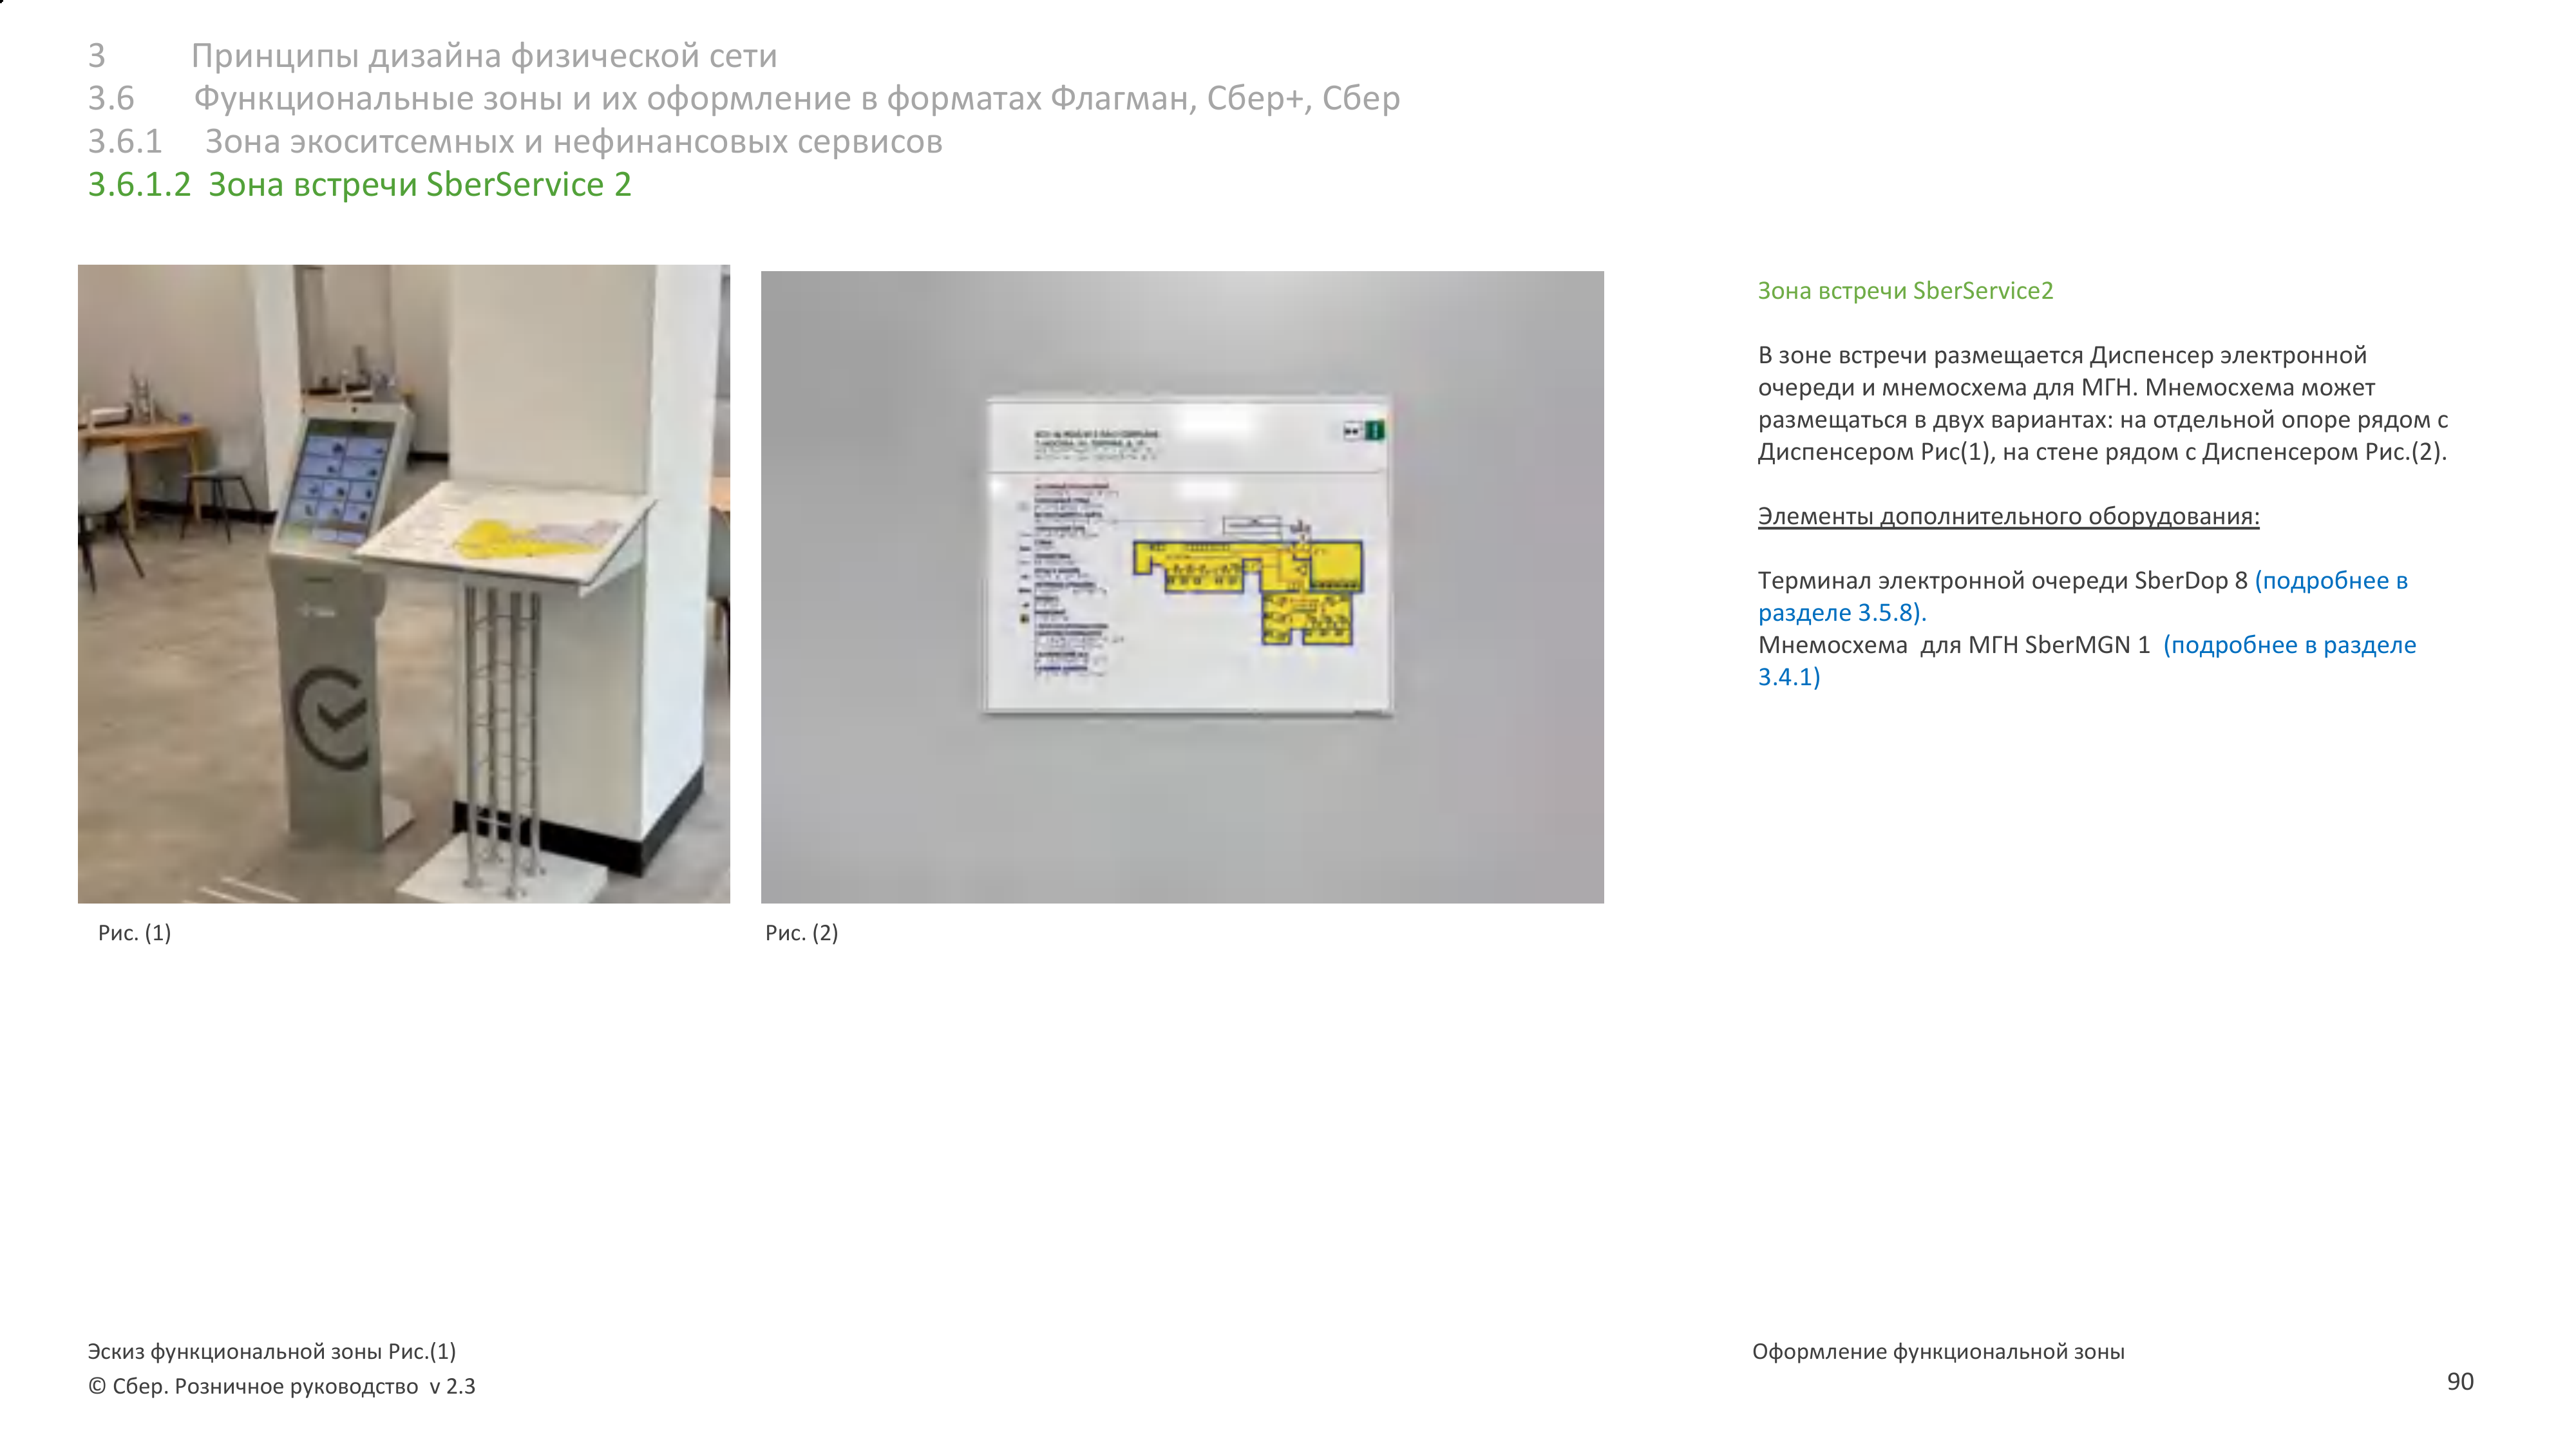 3 Принципы дизайна физической сети
3.6 Функциональные зоны и их оформление в форматах Флагман, Сбер+, Сбер
3.6.1 Зона экоситсемных и нефинансовых сервисов
3.6.1.2 Зона встречи SberService 2
Зона встречи SberService2
В зоне встречи размещается Диспенсер электронной
очереди и мнемосхема для МГН. Мнемосхема может
размещаться в двух вариантах: на отдельной опоре рядом с
Диспенсером Рис(1), на стене рядом с Диспенсером Рис.(2).
Элементы дополнительного оборудования:
Терминал электронной очереди SberDop 8 (подробнее в
разделе 3.5.8).
Мнемосхема для МГН SberMGN 1 (подробнее в разделе
3.4.1)
Рис. (1)
Рис. (2)
Эскиз функциональной зоны Рис.(1)
© Сбер. Розничное руководство v 2.3
Оформление функциональной зоны
90